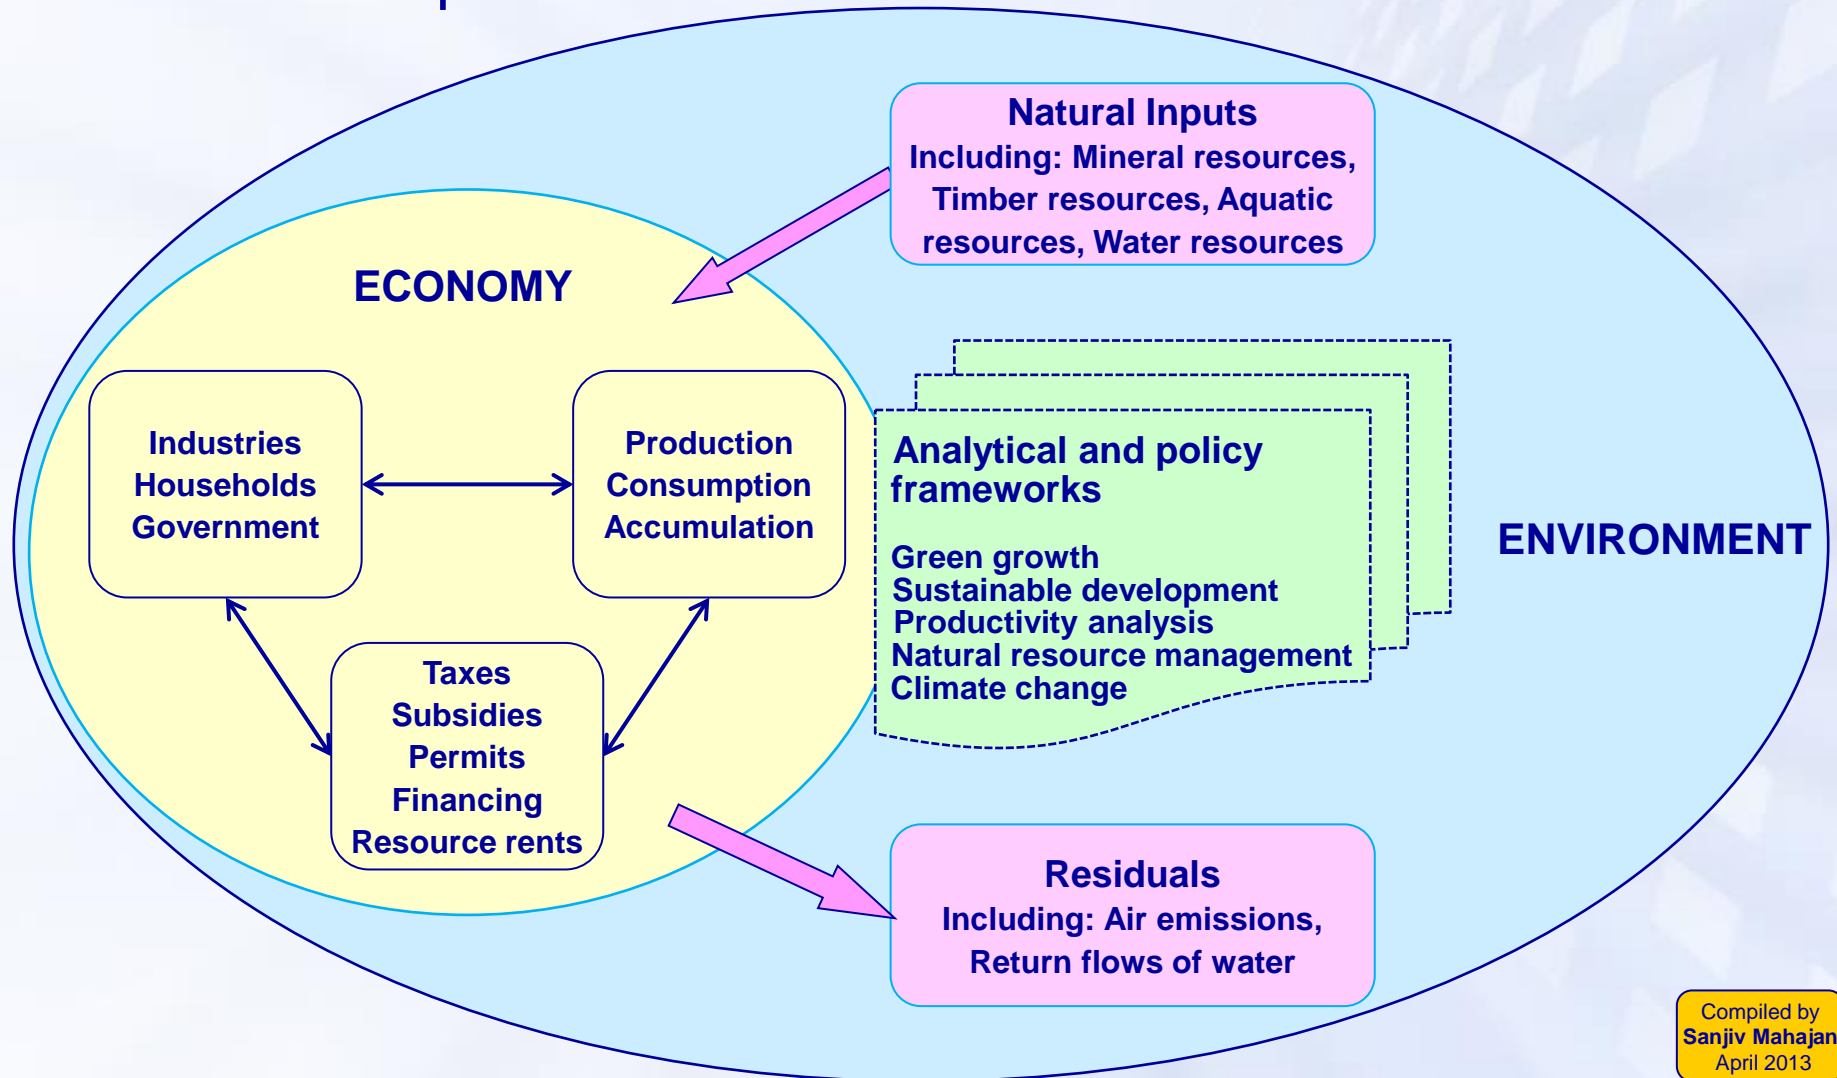 Natural Inputs
Including: Mineral resources,
Timber resources, Aquatic
resources, Water resources
ECONOMY
Industries
Households
Government
Production
Consumption
Accumulation
Taxes
Subsidies
Permits
Financing
Resource rents
Analytical and policy
frameworks
Green growth
Sustainable development
Productivity analysis
Natural resource management
Climate change
ENVIRONMENT
Residuals
Including: Air emissions,
Return flows of water
Compiled by
Sanjiv Mahajan
April 2013